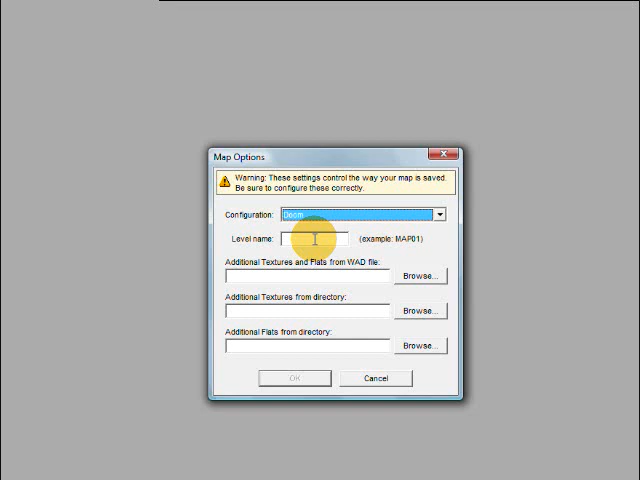 Map Options
Warning: These settings control the way your map is saved.
Be sure to configure these correctly.
Configuration: Doom
Level name: (example: MAP01)
Additional Textures and Flats from WAD file:
Browse...
Additional Textures from directory:
Browse...
Additional Flats from directory:
Browse...
OK Cancel